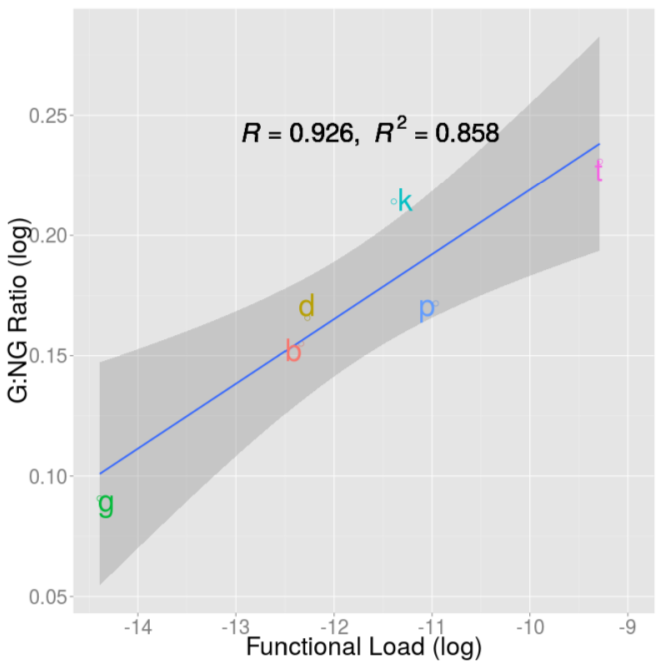 0.25
0.20
0.15
0.10
0.05
G:NG Ratio (log)
R = 0.926, R² = 0.858
k
t
d
p
b
g
-14 -13 -12 -11 -10 -9
Functional Load (log)